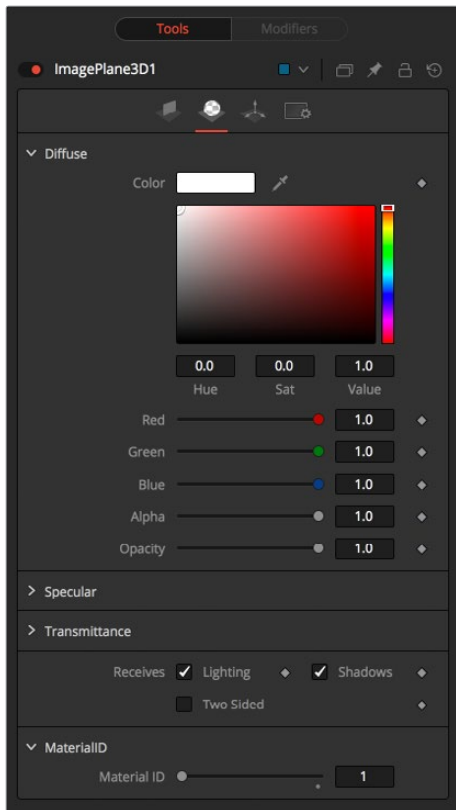 Tools Modifiers
ImagePlane3D1
Diffuse
Color
0.0 0.0 1.0
Hue Sat Value
Red 1.0
Green 1.0
Blue 1.0
Alpha 1.0
Opacity 1.0
Specular
Transmittance
Receives Lighting Shadows
Two Sided
MaterialID
Material ID 1